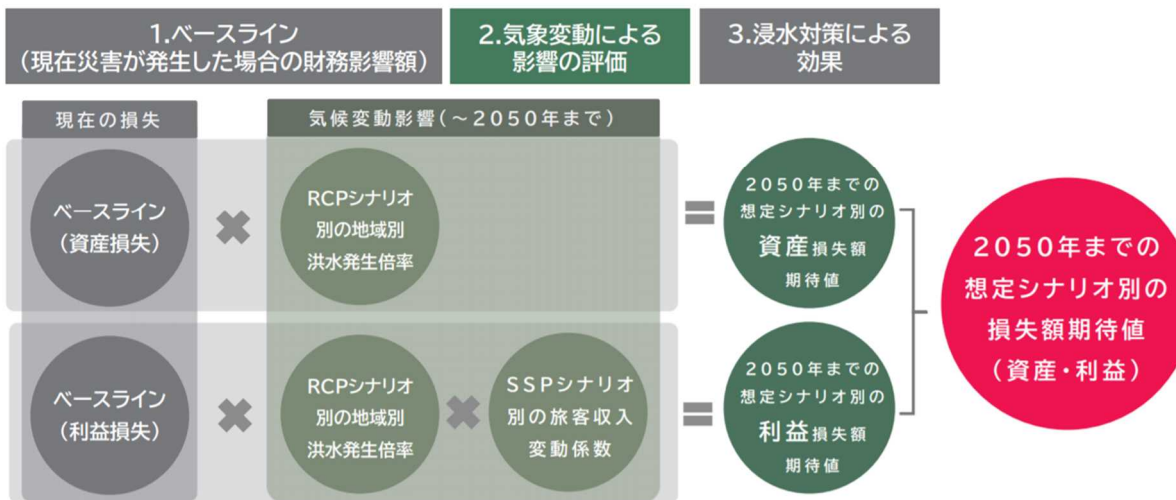 1.ベースライン
(現在災害が発生した場合の財務影響額)
2.気象変動による
影響の評価
3.浸水対策による
効果
現在の損失
気候変動影響(~2050年まで)
ベースライン
(資産損失)
RCPシナリオ
別の地域別
洪水発生倍率
2050年までの
想定シナリオ別の
資産損失額
期待値
ベースライン
(利益損失)
RCPシナリオ
別の地域別
洪水発生倍率
SSPシナリオ
別の旅客収入
変動係数
2050年までの
想定シナリオ別の
利益損失額
期待値
2050年までの
想定シナリオ別の
損失額期待値
(資産・利益)